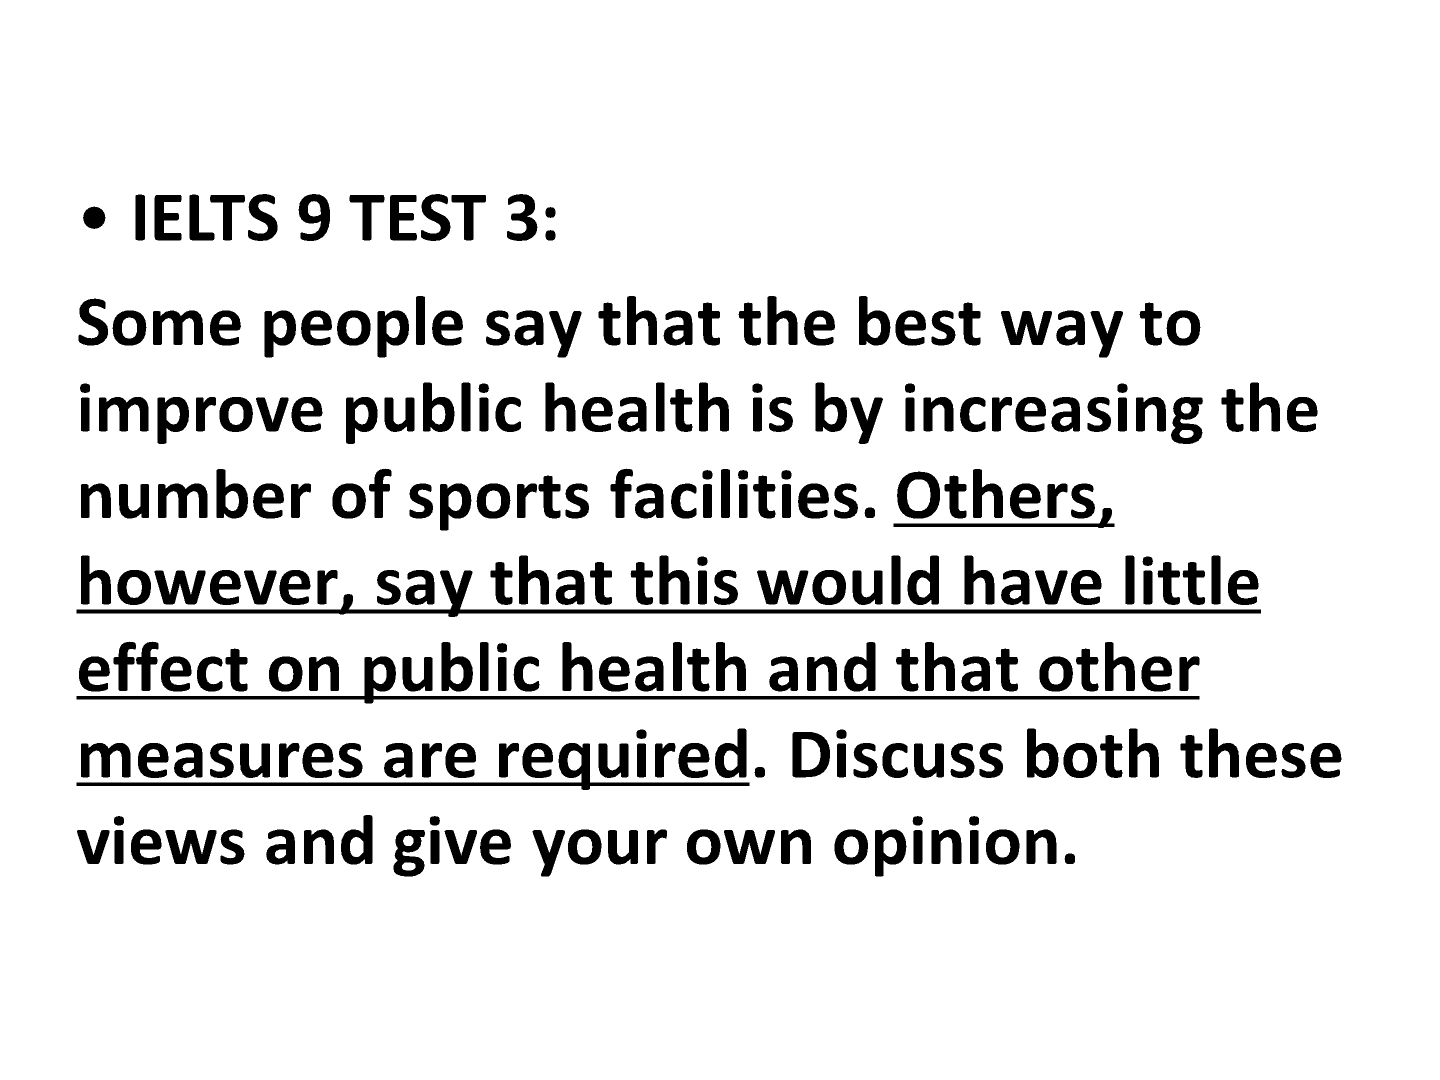 • IELTS 9 TEST 3:
Some people say that the best way to
improve public health is by increasing the
number of sports facilities. Others,
however, say that this would have little
effect on public health and that other
measures are required. Discuss both these
views and give your own opinion.